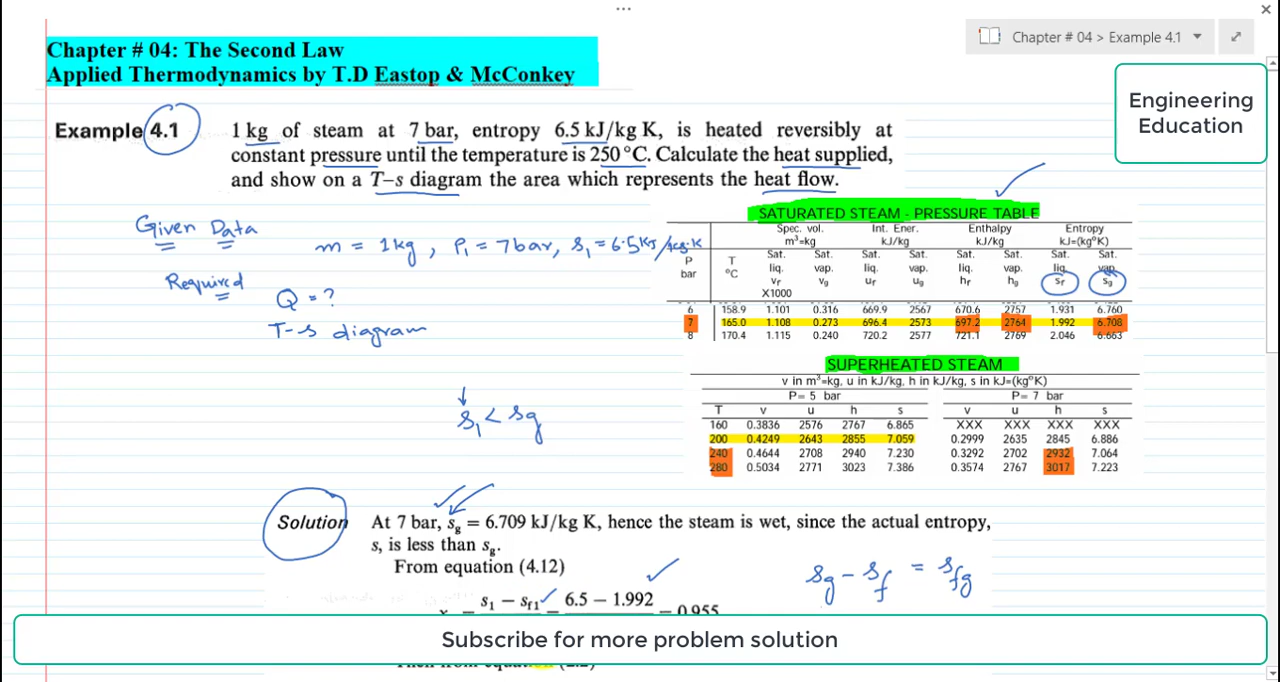 ...
Chapter # 04: The Second Law
Applied Thermodynamics by T.D Eastop & McConkey
Chapter # 04 > Example 4.1
Engineering
Education
Example 4.1
1 kg of steam at 7 bar, entropy 6.5 kJ/kg K, is heated reversibly at
constant pressure until the temperature is 250 °C. Calculate the heat supplied,
and show on a T–s diagram the area which represents the heat flow.
Given Data
m = 1kg, P₁ = 7bar, s₁ = 6.5KJ/kg.K
Required
Q = ?
T-s diagram
SATURATED STEAM - PRESSURE TABLE
Spec. vol. Int. Ener. Enthalpy Entropy
m³=kg kJ/kg kJ/kg kJ=(kg°K)
P T Sat. Sat. Sat. Sat. Sat. Sat. Sat. Sat.
bar °C liq. vap. liq. vap. liq. vap. liq. vap.
vf vg uf ug hf hg sf sg
X1000
6 158.9 1.101 0.316 669.9 2567 670.6 2757 1.931 6.760
7 165.0 1.108 0.273 696.4 2573 697.2 2764 1.992 6.708
8 170.4 1.115 0.240 720.2 2577 721.1 2769 2.046 6.663
SUPERHEATED STEAM
v in m³=kg, u in kJ/kg, h in kJ/kg, s in kJ=(kg°K)
P= 5 bar P= 7 bar
T v u h s v u h s
160 0.3836 2576 2767 6.865 XXX XXX XXX XXX
200 0.4249 2643 2855 7.059 0.2999 2635 2845 6.886
240 0.4644 2708 2940 7.230 0.3292 2702 2932 7.064
280 0.5034 2771 3023 7.386 0.3574 2767 3017 7.223
s₁ < sg
Solution
At 7 bar, sg = 6.709 kJ/kg K, hence the steam is wet, since the actual entropy,
s, is less than sg.
From equation (4.12)
sg - sf = sfg
s₁ − sf1 = 6.5 − 1.992 = 0.955
Subscribe for more problem solution